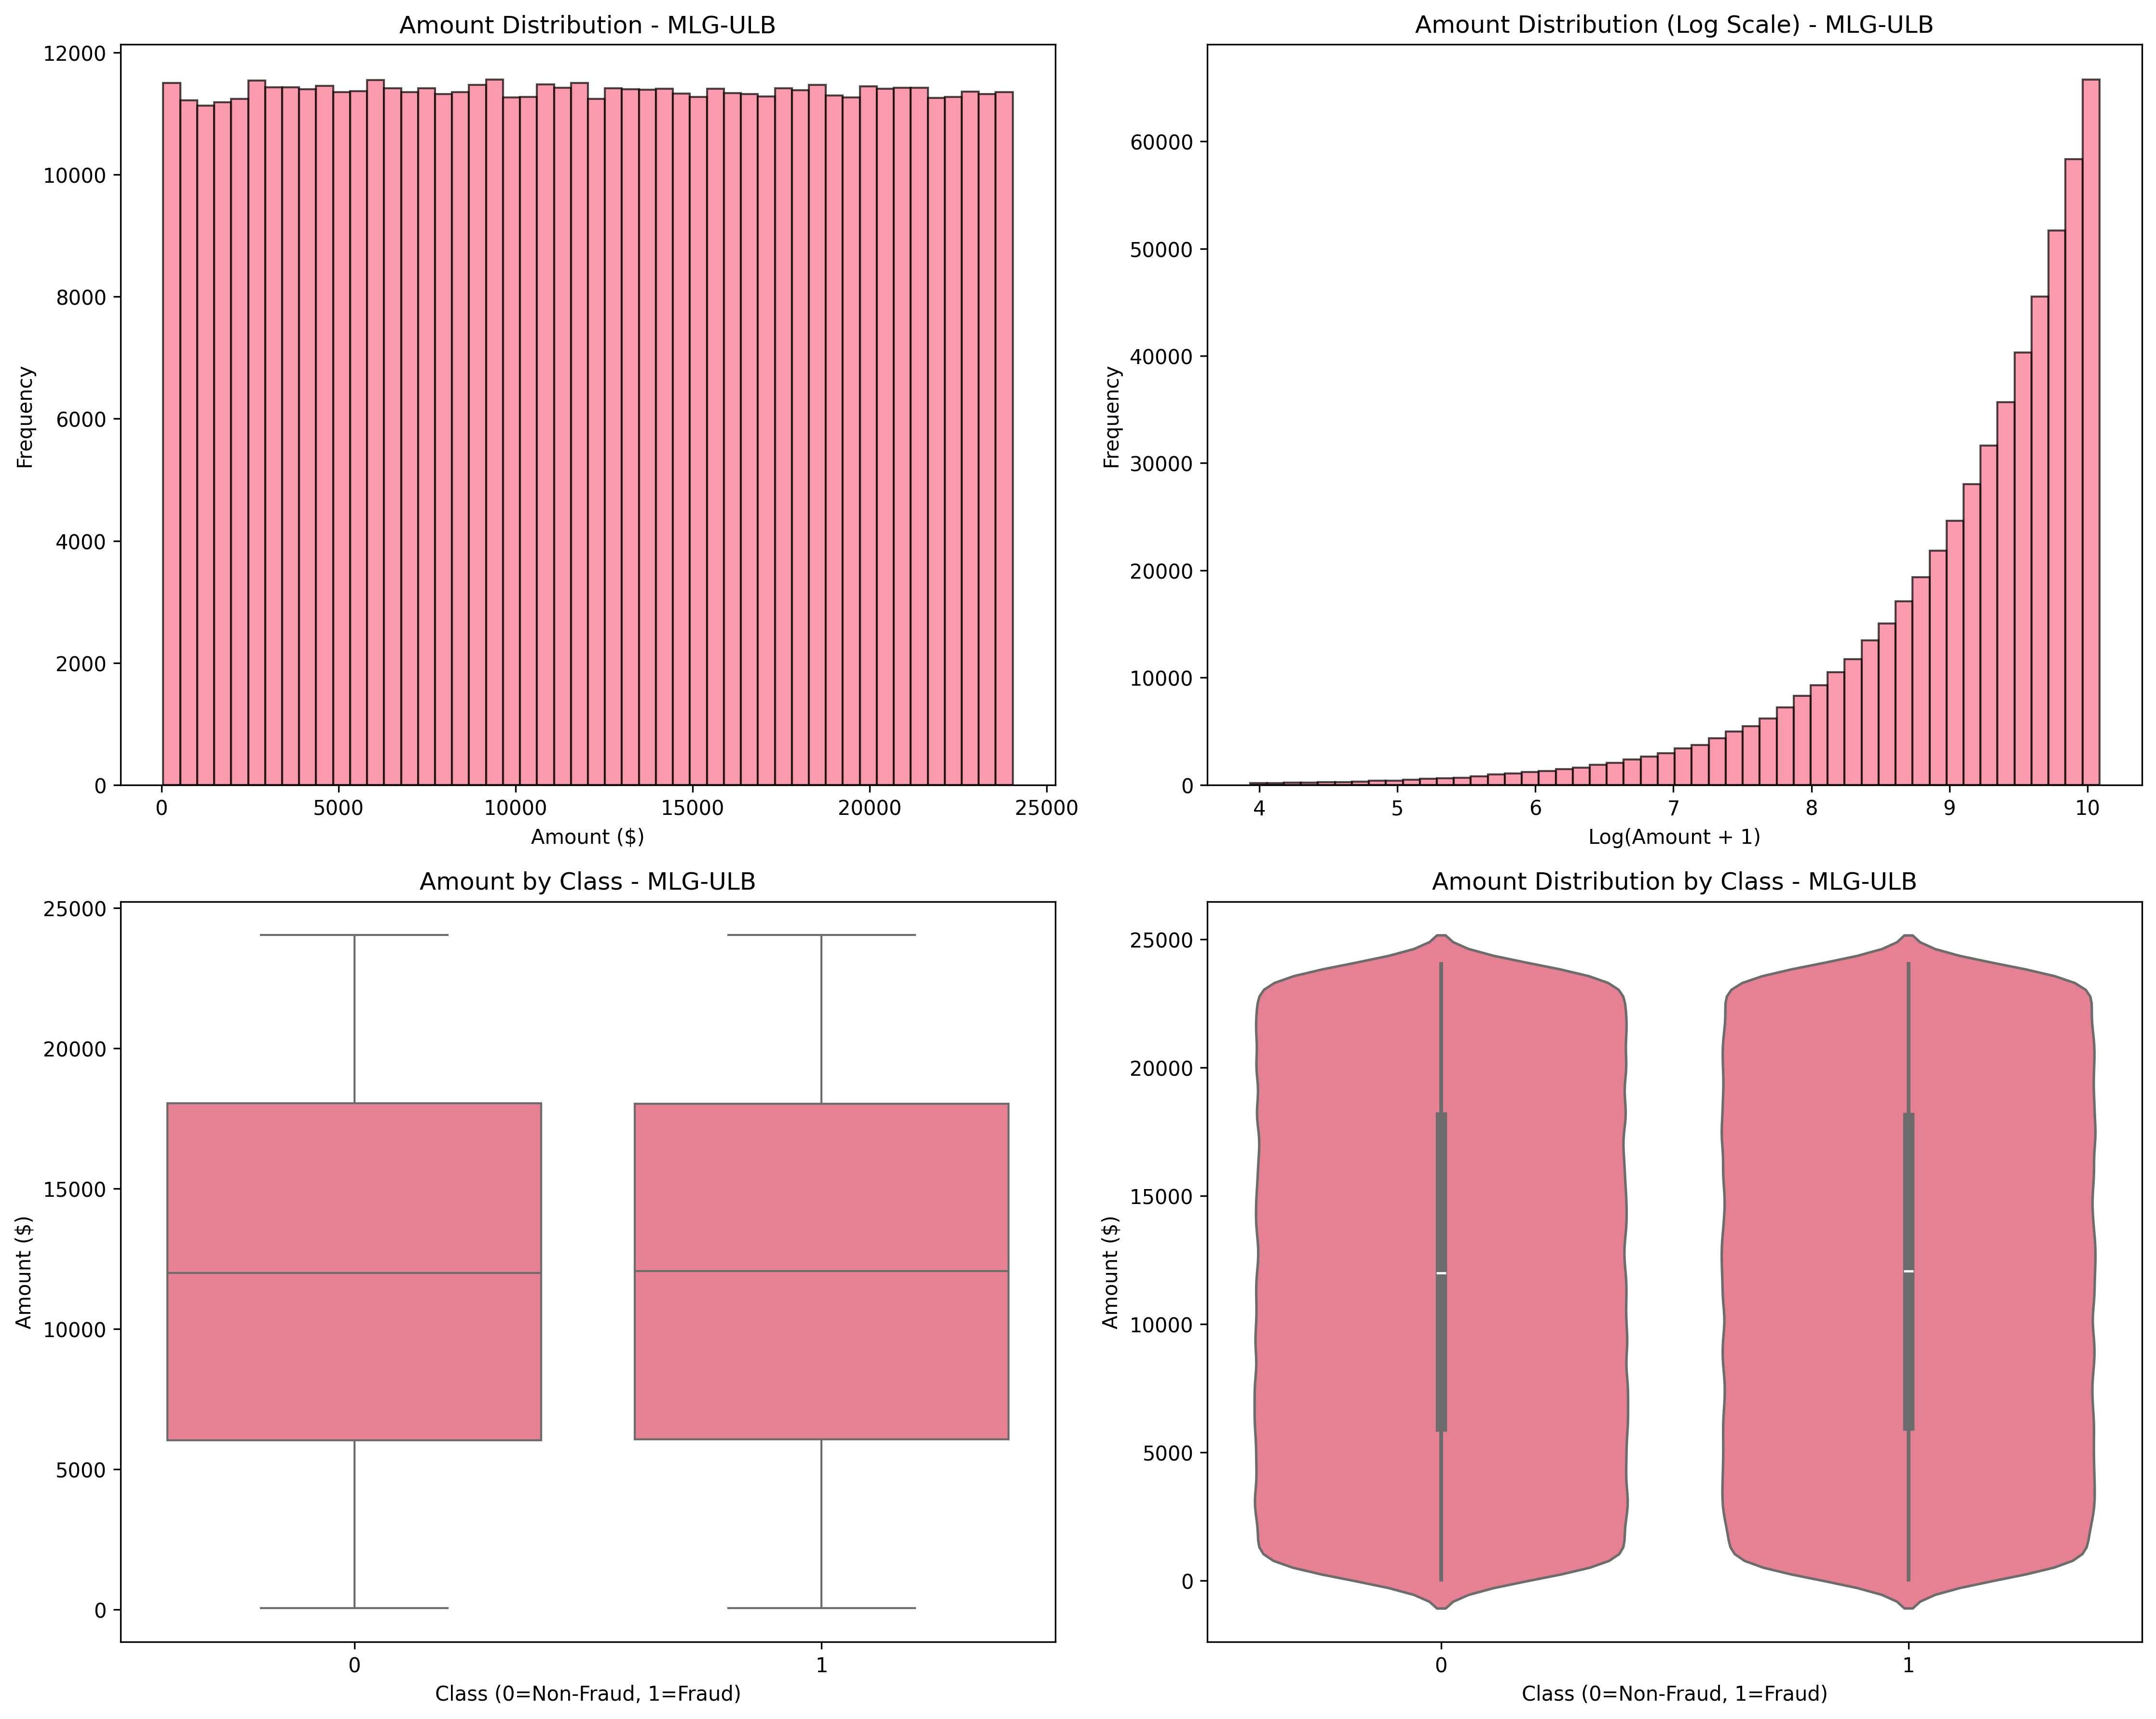 Amount Distribution - MLG-ULB
12000
10000
8000
6000
4000
2000
0
Frequency
0 5000 10000 15000 20000 25000
Amount ($)
Amount Distribution (Log Scale) - MLG-ULB
60000
50000
40000
30000
20000
10000
0
Frequency
4 5 6 7 8 9 10
Log(Amount + 1)
Amount by Class - MLG-ULB
25000
20000
15000
10000
5000
0
Amount ($)
0 1
Class (0=Non-Fraud, 1=Fraud)
Amount Distribution by Class - MLG-ULB
25000
20000
15000
10000
5000
0
Amount ($)
0 1
Class (0=Non-Fraud, 1=Fraud)